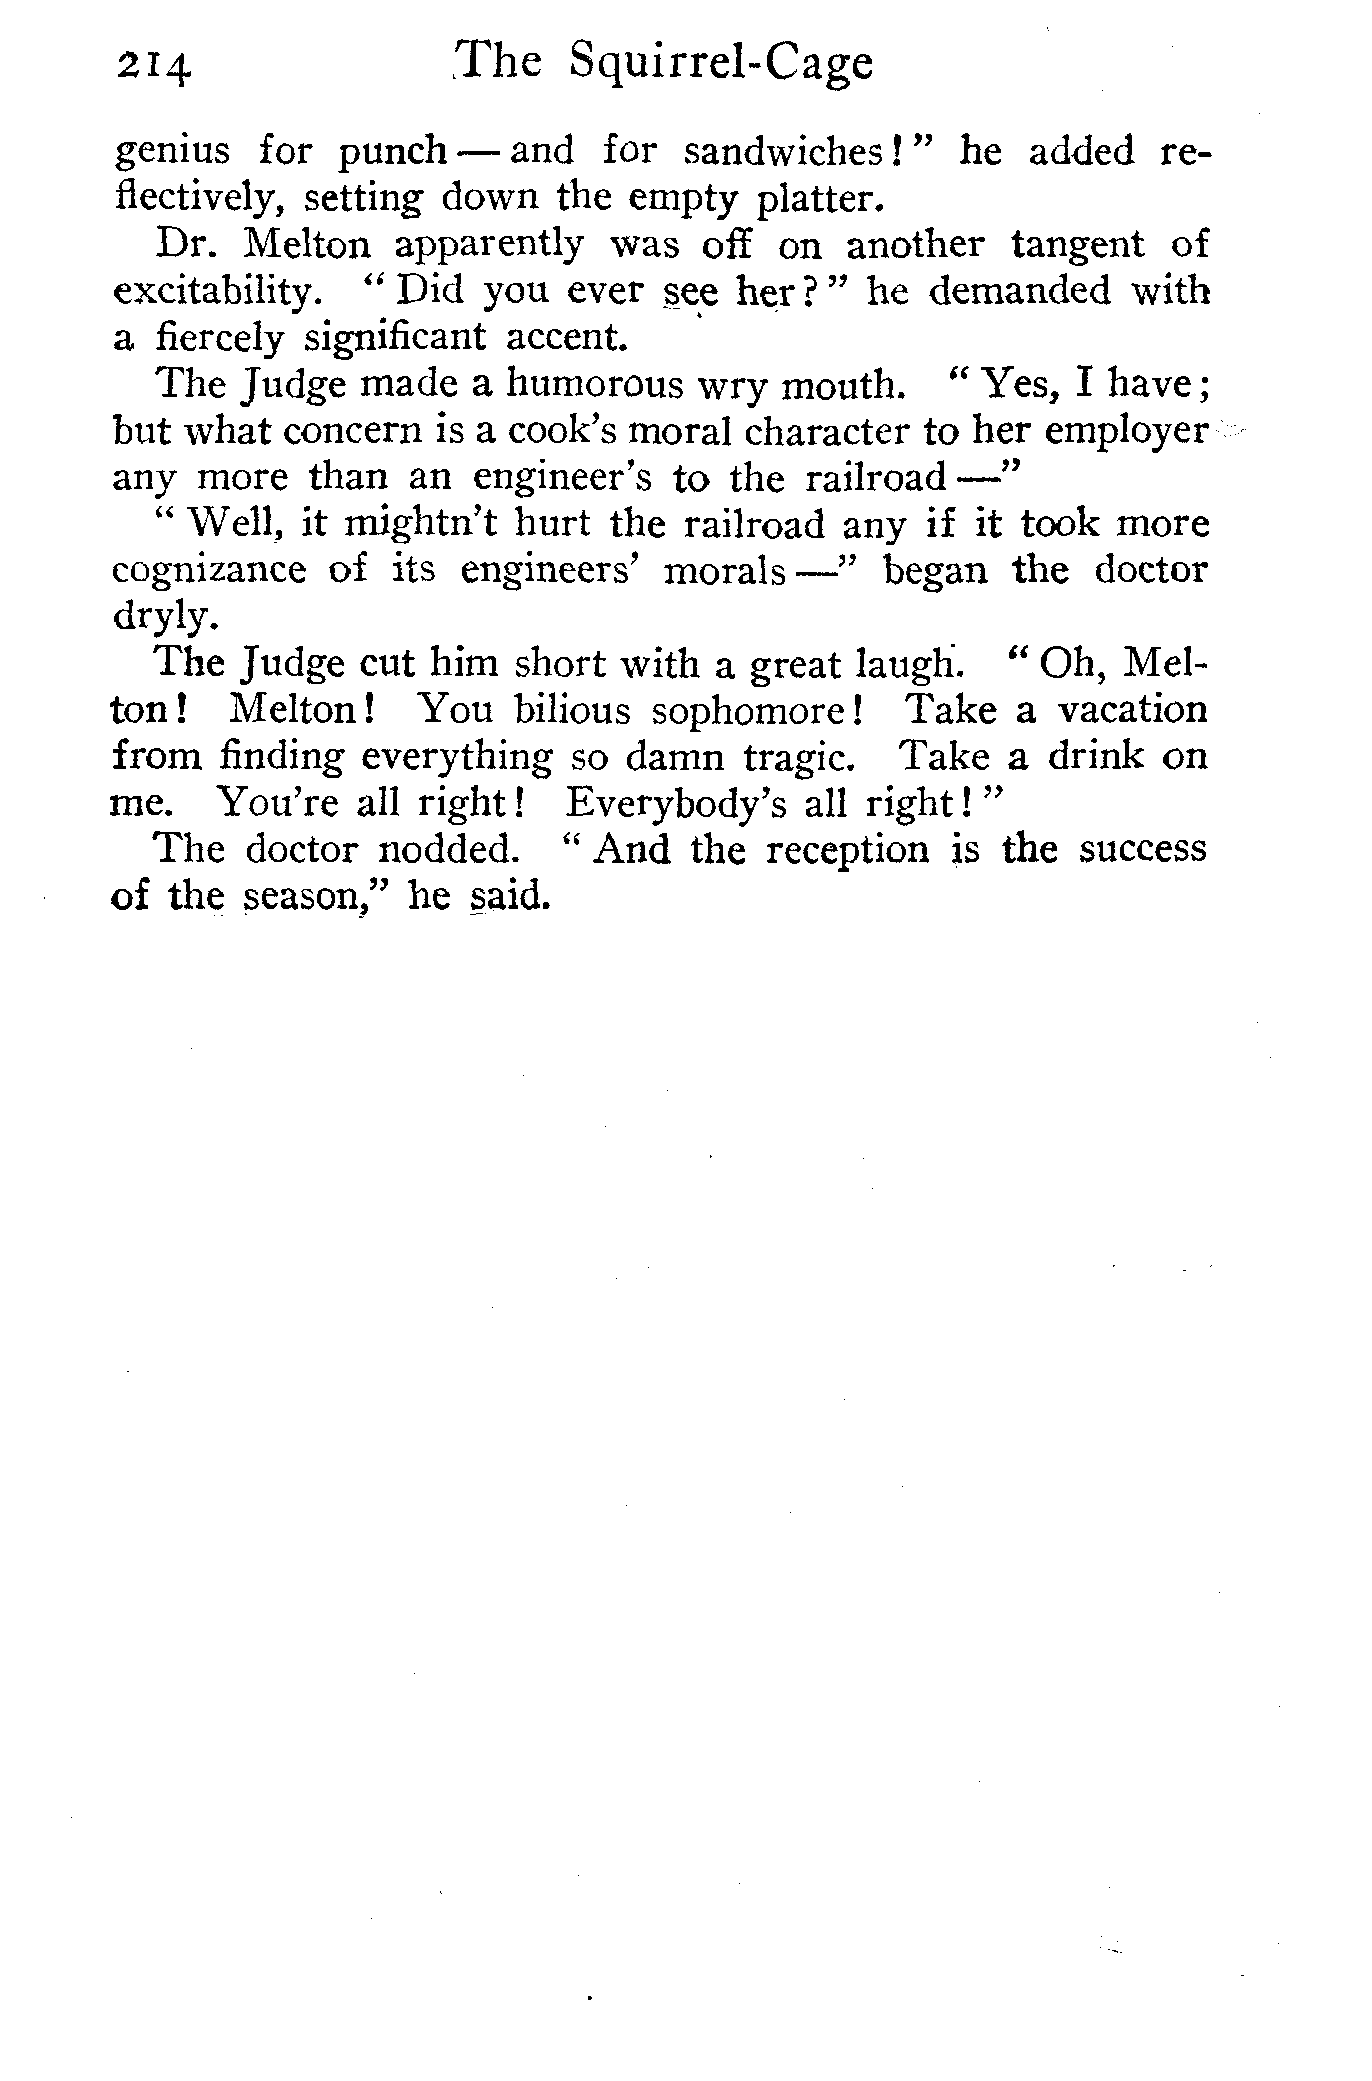 214 The Squirrel-Cage
genius for punch — and for sandwiches!" he added re-
flectively, setting down the empty platter.
Dr. Melton apparently was off on another tangent of
excitability. "Did you ever see her?" he demanded with
a fiercely significant accent.
The Judge made a humorous wry mouth. "Yes, I have;
but what concern is a cook's moral character to her employer
any more than an engineer's to the railroad —"
"Well, it mightn't hurt the railroad any if it took more
cognizance of its engineers' morals —" began the doctor
dryly.
The Judge cut him short with a great laugh. "Oh, Mel-
ton! Melton! You bilious sophomore! Take a vacation
from finding everything so damn tragic. Take a drink on
me. You're all right! Everybody's all right!"
The doctor nodded. "And the reception is the success
of the season," he said.